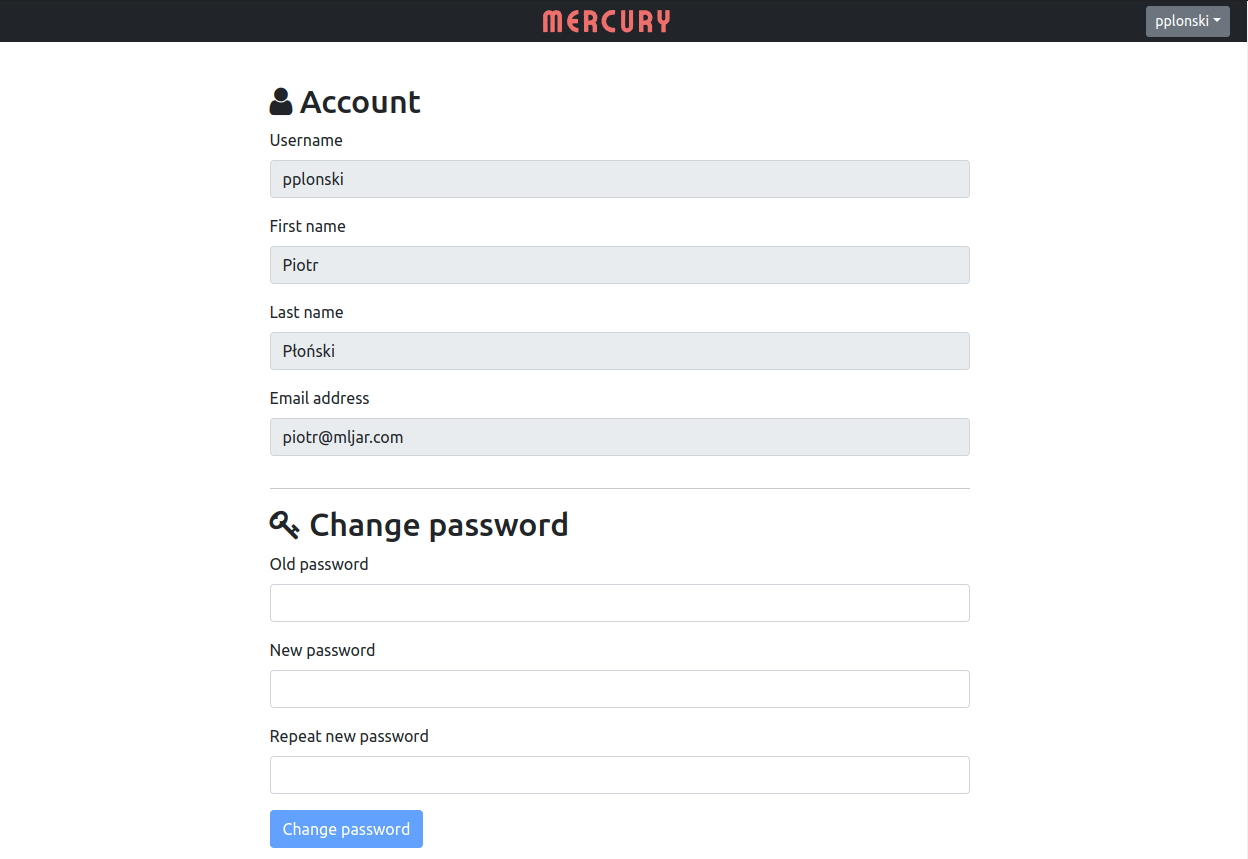 MERCURY
pplonski
Account
Username
pplonski
First name
Piotr
Last name
Płoński
Email address
piotr@mljar.com
Change password
Old password
New password
Repeat new password
Change password